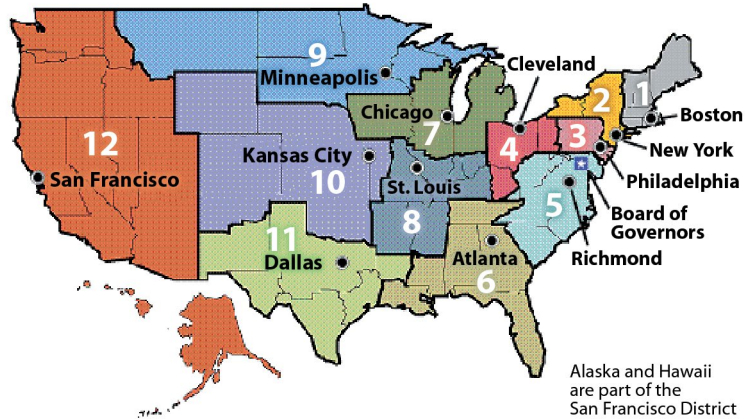 9
Minneapolis
Cleveland
Chicago
7
2
1
Boston
12
3
New York
4
Kansas City
San Francisco
10
St. Louis
Philadelphia
5
Board of
Governors
8
11
Dallas
Atlanta
6
Richmond
Alaska and Hawaii
are part of the
San Francisco District